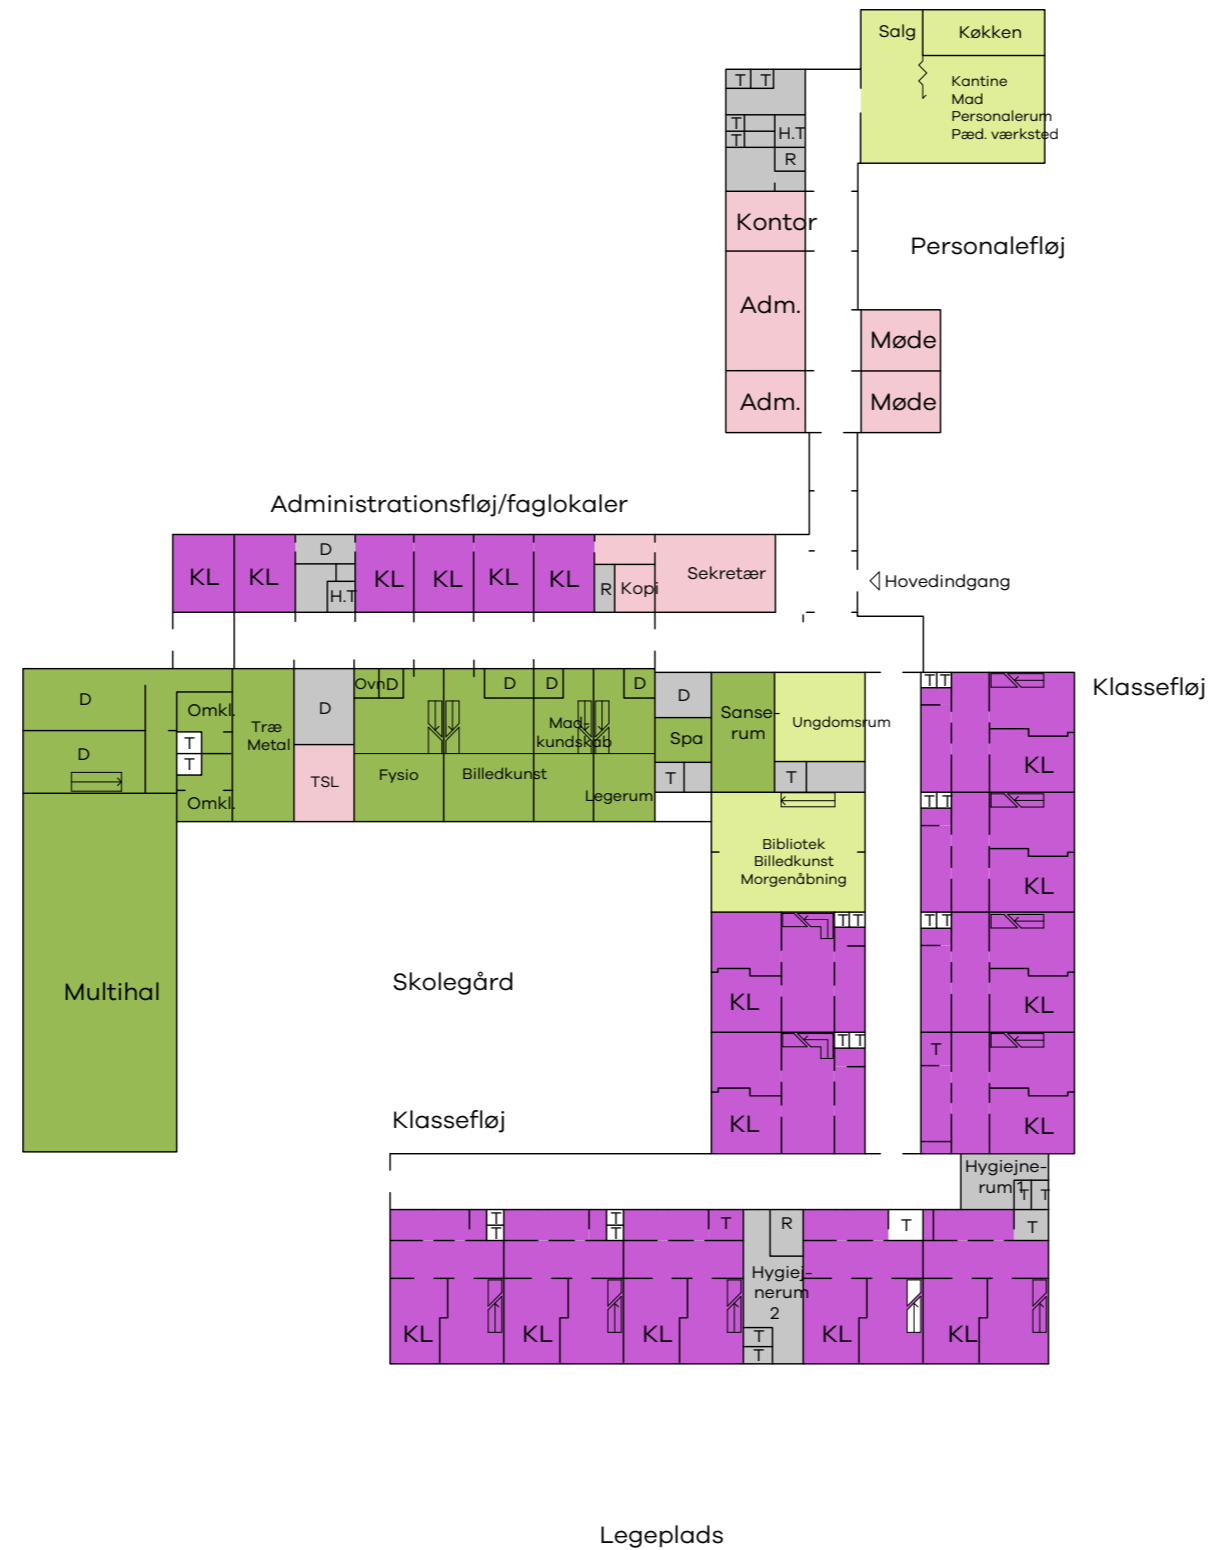 Salg
Køkken
Kantine
Mad
Personalerum
Pæd. værksted
T T
T
T
H.T
R
Kontor
Personalefløj
Adm.
Møde
Adm.
Møde
Administrationsfløj/faglokaler
KL
KL
D
H.T
KL
KL
KL
KL
R
Kopi
Sekretær
Hovedindgang
Klassefløj
D
D
Omkl.
T
T
Omkl.
Træ
Metal
D
TSL
Ovn
D
Fysio
D
Billedkunst
D
Mad-
kundskab
D
Legerum
D
Spa
T
Sanse-
rum
Ungdomsrum
T
Bibliotek
Billedkunst
Morgenåbning
T T
KL
T T
KL
T T
KL
T T
KL
T T
KL
T
KL
Multihal
Skolegård
Klassefløj
Hygiejne-
rum 1
T T
T
T
T
T
T
T
R
T
Hygiej-
nerum
2
T
T
KL
KL
KL
KL
KL
Legeplads